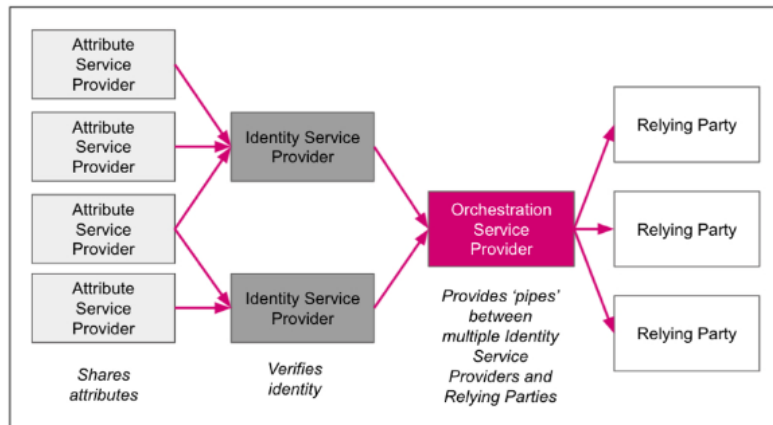 Attribute
Service
Provider
Attribute
Service
Provider
Attribute
Service
Provider
Attribute
Service
Provider
Shares
attributes
Identity Service
Provider
Identity Service
Provider
Verifies
identity
Orchestration
Service
Provider
Provides ‘pipes’
between
multiple Identity
Service
Providers and
Relying Parties
Relying Party
Relying Party
Relying Party